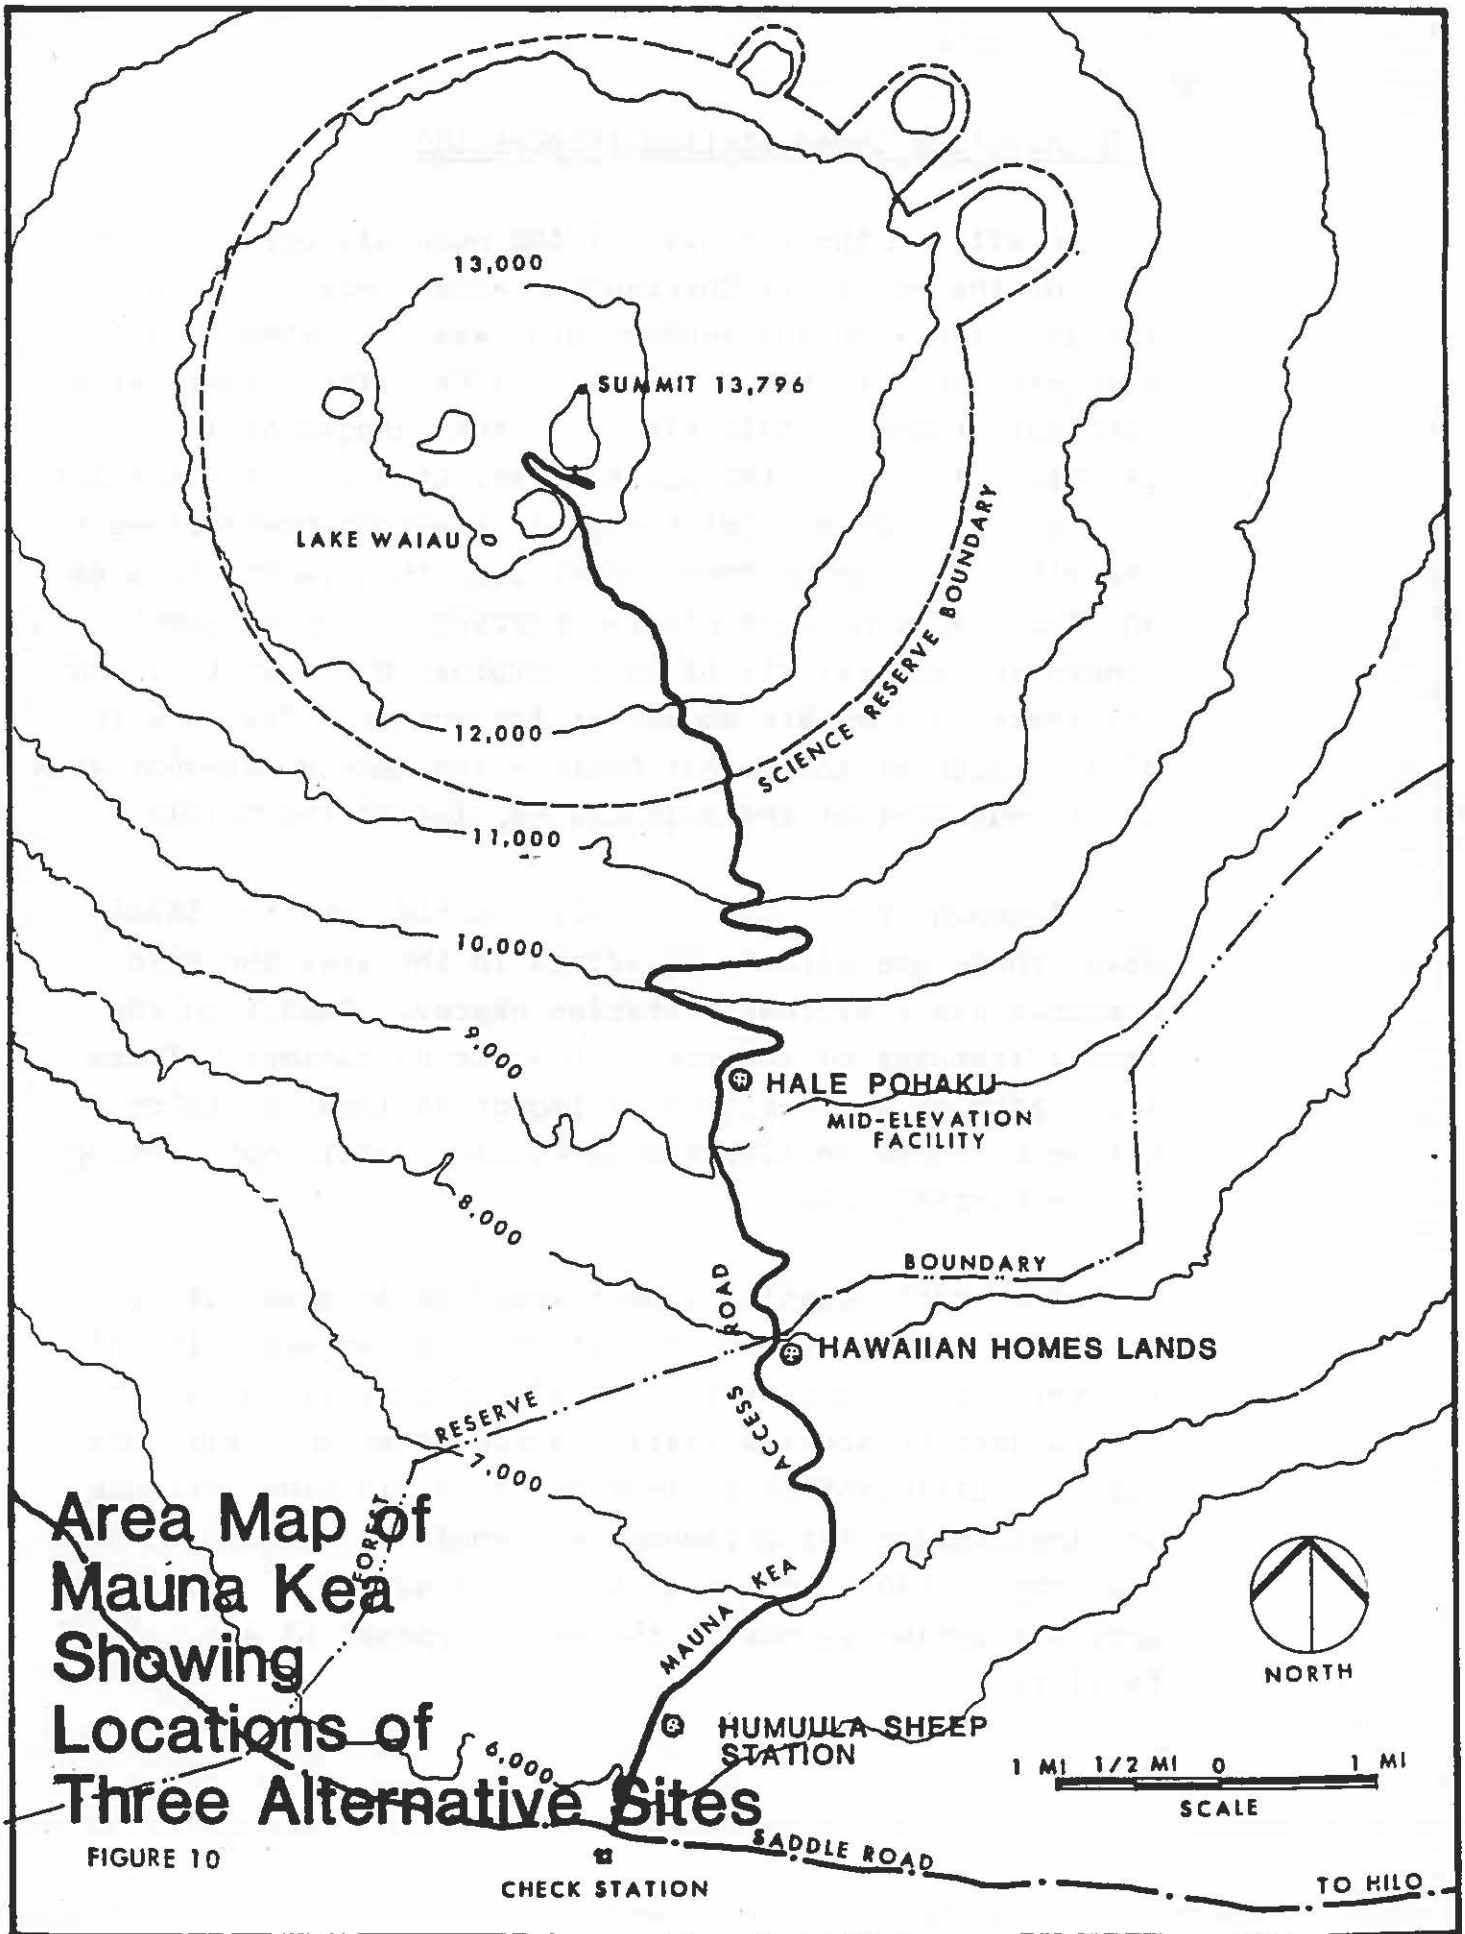 13,000
SUMMIT 13,796
LAKE WAIAU
SCIENCE RESERVE BOUNDARY
12,000
11,000
10,000
9,000
HALE POHAKU
MID-ELEVATION
FACILITY
8,000
BOUNDARY
ROAD
HAWAIIAN HOMES LANDS
ACCESS
RESERVE
7,000
FOREST
Area Map of
Mauna Kea
Showing
Locations of
Three Alternative Sites
KEA
MAUNA
NORTH
HUMUULA SHEEP
STATION
6,000
1 MI 1/2 MI 0 1 MI
SCALE
FIGURE 10
SADDLE ROAD
CHECK STATION
TO HILO